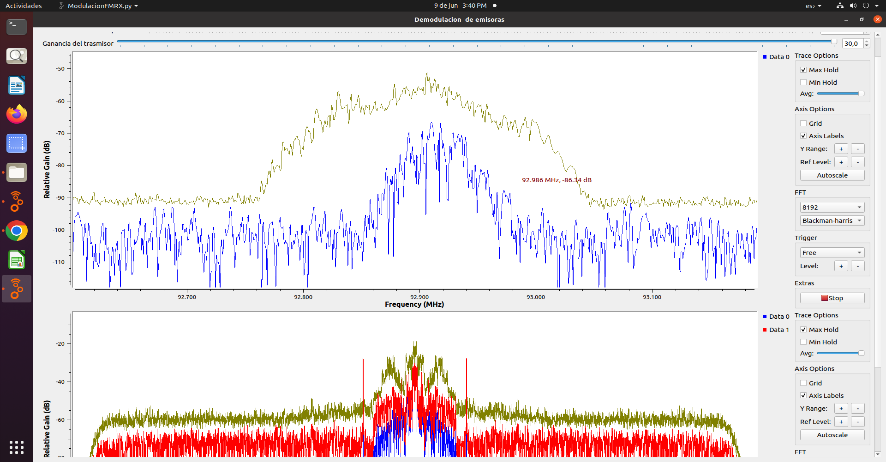 Actividades
ModulacionFMRX.py
9 de jun 3:40 PM
es
Demodulacion de emisoras
Ganancia del trasmisor
30,0
Data 0
-50
-60
-70
-80
-90
-100
-110
Relative Gain (dB)
92.986 MHz, -86.34 dB
92.700
92.800
92.900
93.000
93.100
Frequency (MHz)
Trace Options
Max Hold
Min Hold
Avg:
Axis Options
Grid
Axis Labels
Y Range:
+
-
Ref Level:
+
-
Autoscale
FFT
8192
Blackman-harris
Trigger
Free
Level:
+
-
Extras
Stop
Data 0
Data 1
-20
-40
-60
-80
Relative Gain (dB)
Trace Options
Max Hold
Min Hold
Avg:
Axis Options
Grid
Axis Labels
Y Range:
+
-
Ref Level:
+
-
Autoscale
FFT